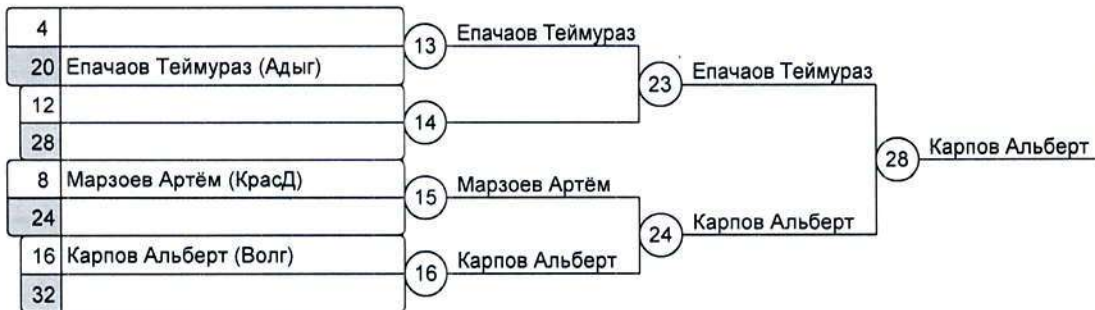 4
20 Епачаов Теймураз (Адыг)
13 Епачаов Теймураз
23 Епачаов Теймураз
12
28
14
28 Карпов Альберт
8 Марзоев Артём (КрасД)
24
15 Марзоев Артём
24 Карпов Альберт
16 Карпов Альберт (Волг)
32
16 Карпов Альберт